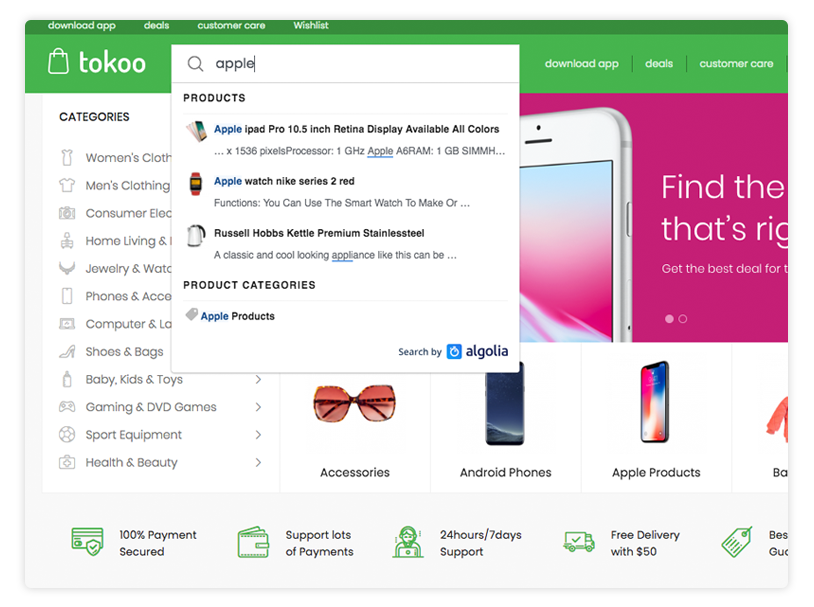 download app deals customer care Wishlist
tokoo
apple
download app deals customer care
CATEGORIES
Women's Cloth
Men's Clothing
Consumer Elec
Home Living &
Jewelry & Watc
Phones & Acce
Computer & La
Shoes & Bags
Baby, Kids & Toys
Gaming & DVD Games
Sport Equipment
Health & Beauty
PRODUCTS
Apple ipad Pro 10.5 inch Retina Display Available All Colors
... x 1536 pixelsProcessor: 1 GHz Apple A6RAM: 1 GB SIMMH...
Apple watch nike series 2 red
Functions: You Can Use The Smart Watch To Make Or ...
Russell Hobbs Kettle Premium Stainlessteel
A classic and cool looking appliance like this can be ...
PRODUCT CATEGORIES
Apple Products
Search by algolia
Find the
that's rig
Get the best deal for t
Accessories
Android Phones
Apple Products
Ba
100% Payment
Secured
Support lots
of Payments
24hours/7days
Support
Free Delivery
with $50
Bes
Gua